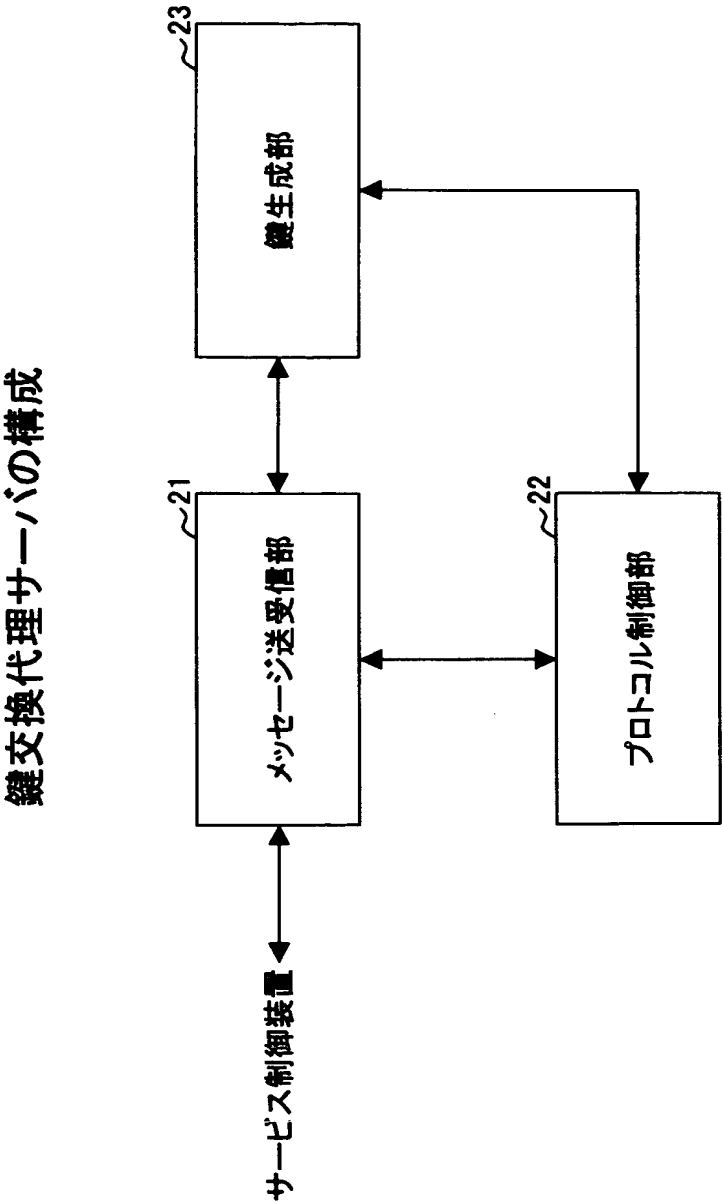 鍵交換代理サーバの構成
サービス制御装置
21
メッセージ送受信部
23
鍵生成部
22
プロトコル制御部